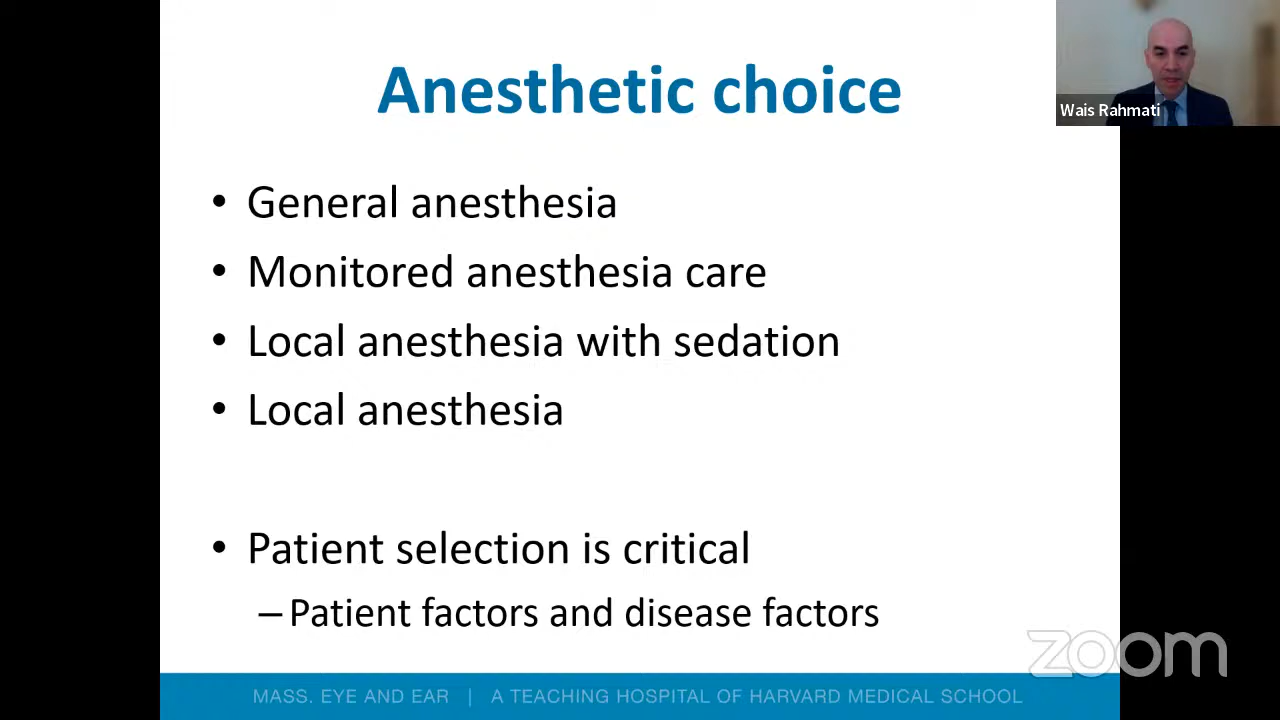 Anesthetic choice
Wais Rahmati
• General anesthesia
• Monitored anesthesia care
• Local anesthesia with sedation
• Local anesthesia
• Patient selection is critical
– Patient factors and disease factors
zoom
MASS. EYE AND EAR | A TEACHING HOSPITAL OF HARVARD MEDICAL SCHOOL